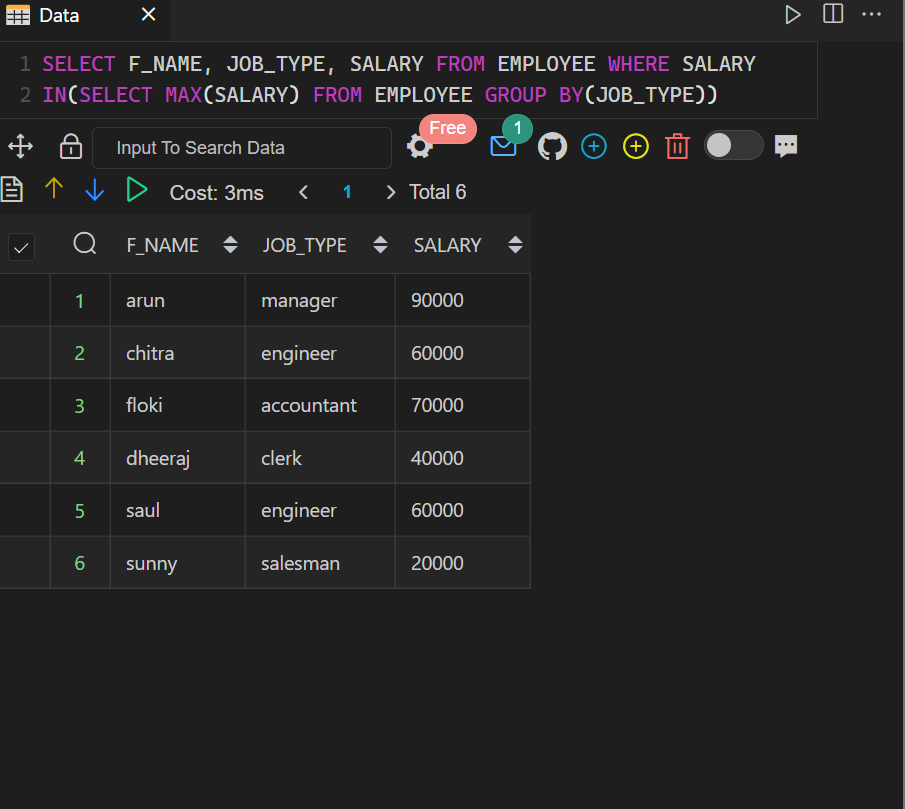 Data
1 SELECT F_NAME, JOB_TYPE, SALARY FROM EMPLOYEE WHERE SALARY
2 IN(SELECT MAX(SALARY) FROM EMPLOYEE GROUP BY(JOB_TYPE))
Input To Search Data Free 1
Cost: 3ms 1 Total 6
F_NAME JOB_TYPE SALARY
1 arun manager 90000
2 chitra engineer 60000
3 floki accountant 70000
4 dheeraj clerk 40000
5 saul engineer 60000
6 sunny salesman 20000